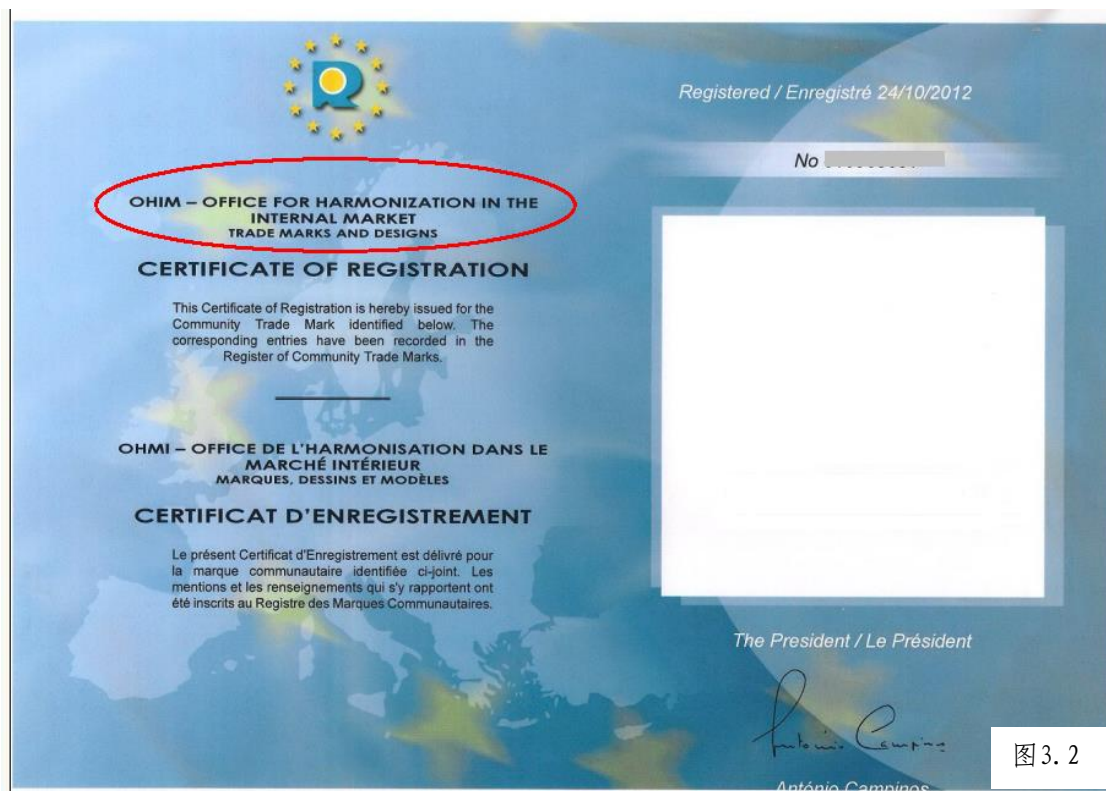 OHIM – OFFICE FOR HARMONIZATION IN THE
INTERNAL MARKET
TRADE MARKS AND DESIGNS
CERTIFICATE OF REGISTRATION
This Certificate of Registration is hereby issued for the
Community Trade Mark identified below. The
corresponding entries have been recorded in the
Register of Community Trade Marks.
OHMI – OFFICE DE L'HARMONISATION DANS LE
MARCHÉ INTÉRIEUR
MARQUES, DESSINS ET MODÈLES
CERTIFICAT D'ENREGISTREMENT
Le présent Certificat d'Enregistrement est délivré pour
la marque communautaire identifiée ci-joint. Les
mentions et les renseignements qui s'y rapportent ont
été inscrits au Registre des Marques Communautaires.
Registered / Enregistré 24/10/2012
No
The President / Le Président
António Campinos
António Campinos
图3.2